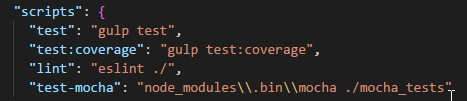 "scripts": {
"test": "gulp test",
"test:coverage": "gulp test:coverage",
"lint": "eslint ./",
"test-mocha": "node_modules\\.bin\\mocha ./mocha_tests"